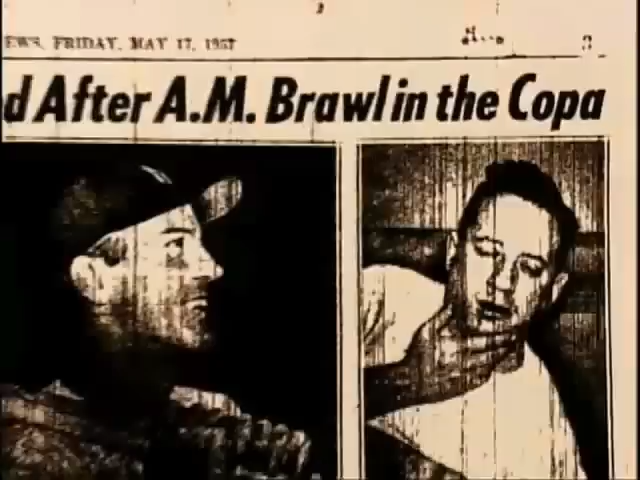 EWS, FRIDAY, MAY 17, 1957
d After A.M. Brawl in the Copa